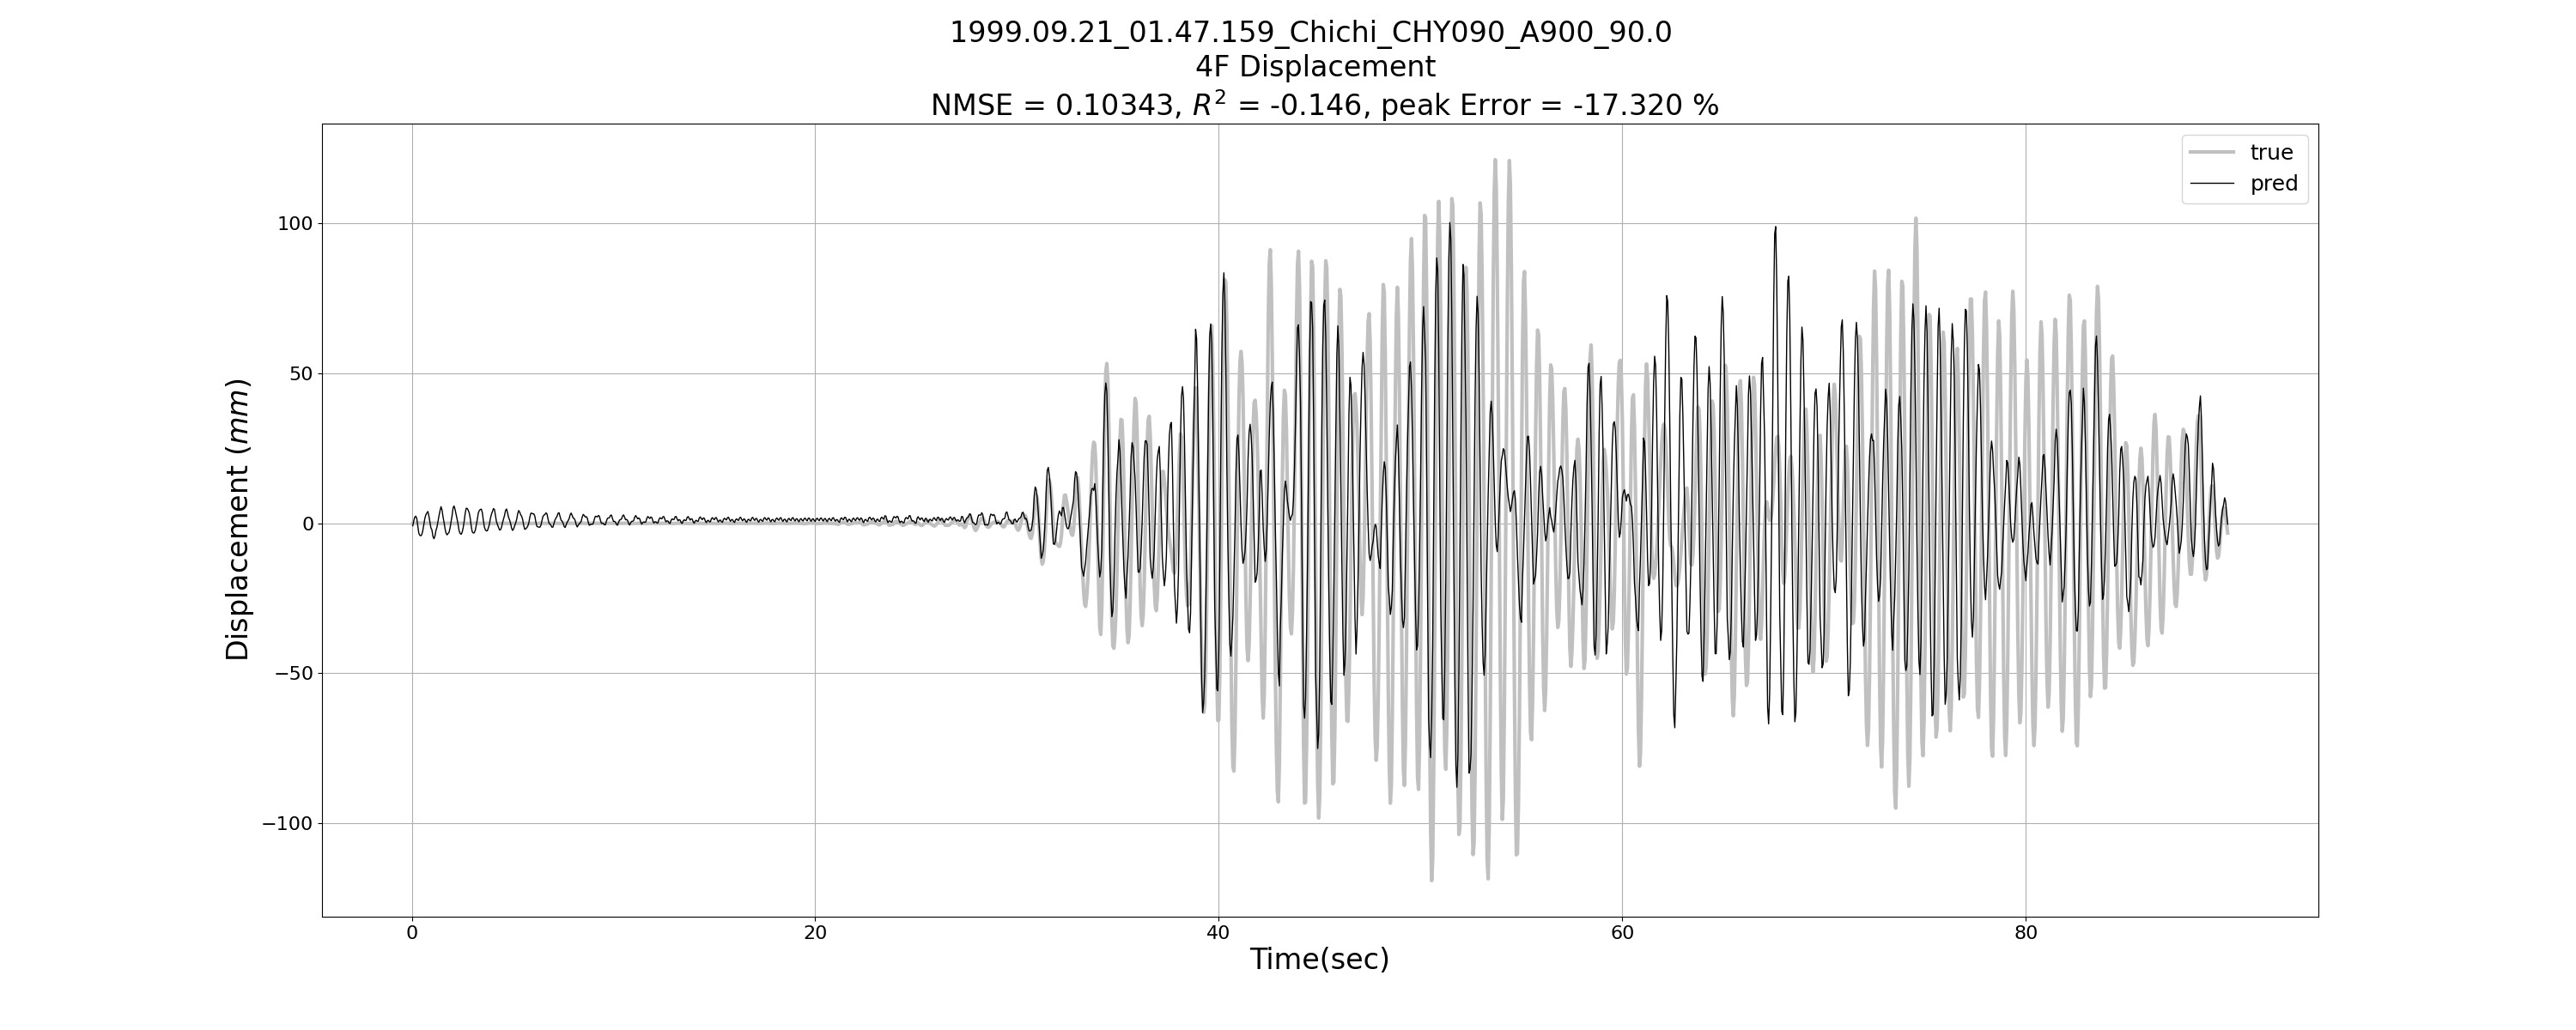 1999.09.21_01.47.159_Chichi_CHY090_A900_90.0
4F Displacement
NMSE = 0.10343, R² = -0.146, peak Error = -17.320 %
true
pred
Displacement (mm)
100
50
0
−50
−100
0 20 40 60 80
Time(sec)